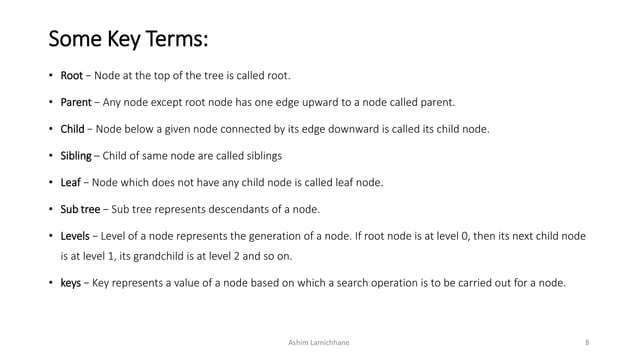 Some Key Terms:
• Root − Node at the top of the tree is called root.
• Parent − Any node except root node has one edge upward to a node called parent.
• Child − Node below a given node connected by its edge downward is called its child node.
• Sibling – Child of same node are called siblings
• Leaf − Node which does not have any child node is called leaf node.
• Sub tree − Sub tree represents descendants of a node.
• Levels − Level of a node represents the generation of a node. If root node is at level 0, then its next child node
is at level 1, its grandchild is at level 2 and so on.
• keys − Key represents a value of a node based on which a search operation is to be carried out for a node.
Ashim Lamichhane
8